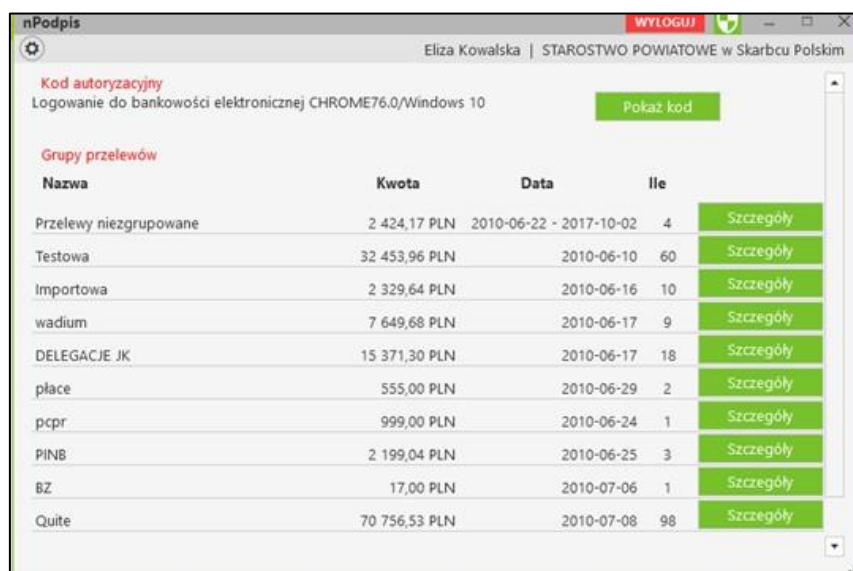 nPodpis WYLOGUJ
Eliza Kowalska | STAROSTWO POWIATOWE w Skarbcu Polskim
Kod autoryzacyjny
Logowanie do bankowości elektronicznej CHROME76.0/Windows 10 Pokaż kod
Grupy przelewów
Nazwa Kwota Data Ile
Przelewy niezgrupowane 2 424,17 PLN 2010-06-22 - 2017-10-02 4 Szczegóły
Testowa 32 453,96 PLN 2010-06-10 60 Szczegóły
Importowa 2 329,64 PLN 2010-06-16 10 Szczegóły
wadium 7 649,68 PLN 2010-06-17 9 Szczegóły
DELEGACJE JK 15 371,30 PLN 2010-06-17 18 Szczegóły
płace 555,00 PLN 2010-06-29 2 Szczegóły
pcpr 999,00 PLN 2010-06-24 1 Szczegóły
PINB 2 199,04 PLN 2010-06-25 3 Szczegóły
BZ 17,00 PLN 2010-07-06 1 Szczegóły
Quite 70 756,53 PLN 2010-07-08 98 Szczegóły